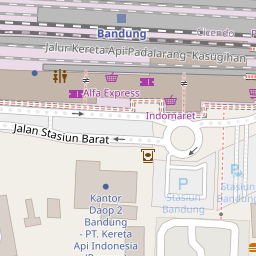 Bandung
Cicendo
Jalur Kereta Api Padalarang-Kasugihan
Alfa Express
Indomaret
Jalan Stasiun Barat
P
Stasiun
Bandung
Stasiun
Bandung
Kantor
Daop 2
Bandung
- PT. Kereta
Api Indonesia